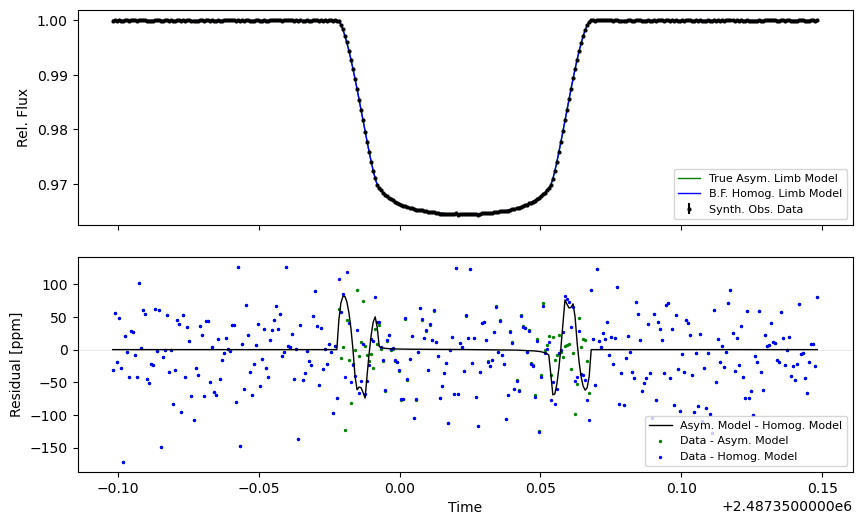 1.00
0.99
0.98
0.97
Rel. Flux
True Asym. Limb Model
B.F. Homog. Limb Model
Synth. Obs. Data
100
50
0
−50
−100
−150
Residual [ppm]
Asym. Model - Homog. Model
Data - Asym. Model
Data - Homog. Model
−0.10 −0.05 0.00 0.05 0.10 0.15
Time
+2.4873500000e6